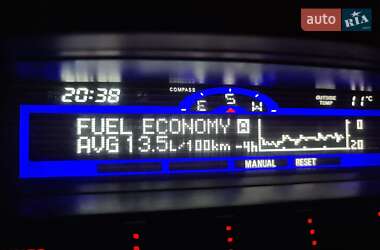 auto RIA
COMPASS
20:38
E S W
OUTSIDE TEMP 11°C
FUEL ECONOMY A 0
AVG 13.5L/100km -4h 20
MANUAL RESET